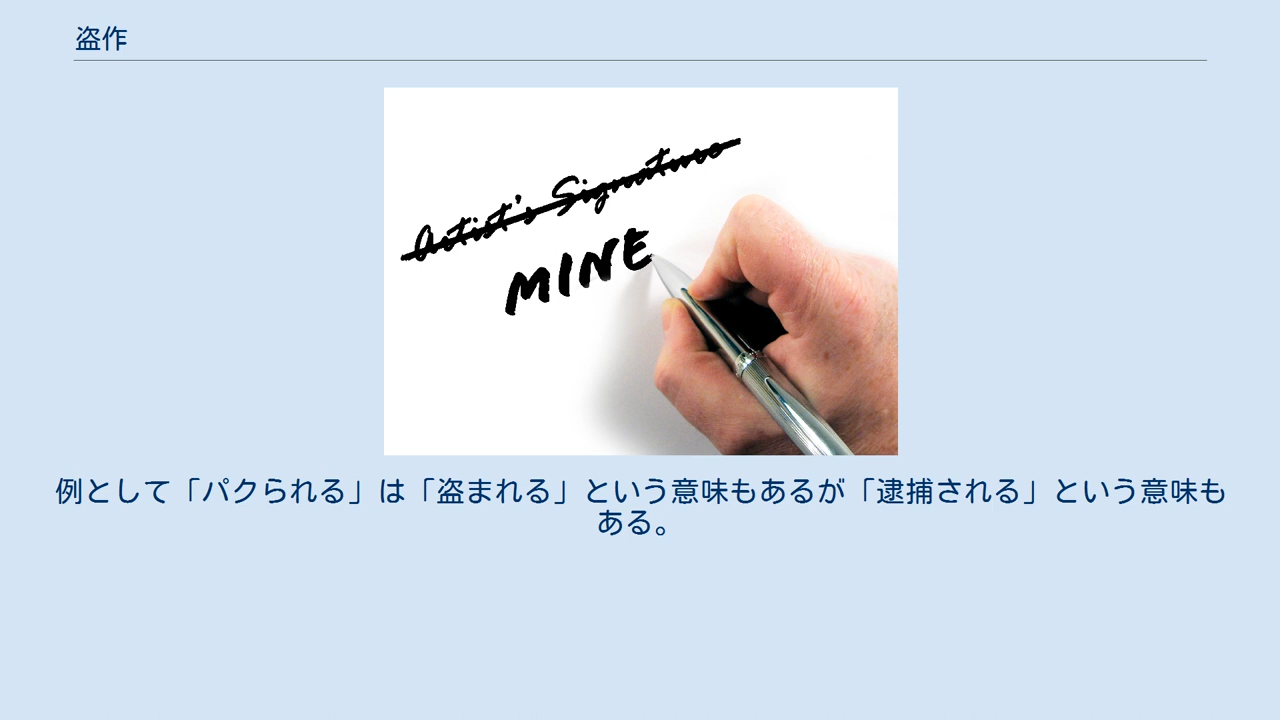 盗作
Artist's Signature
MINE
例として「パクられる」は「盗まれる」という意味もあるが「逮捕される」という意味も
ある。